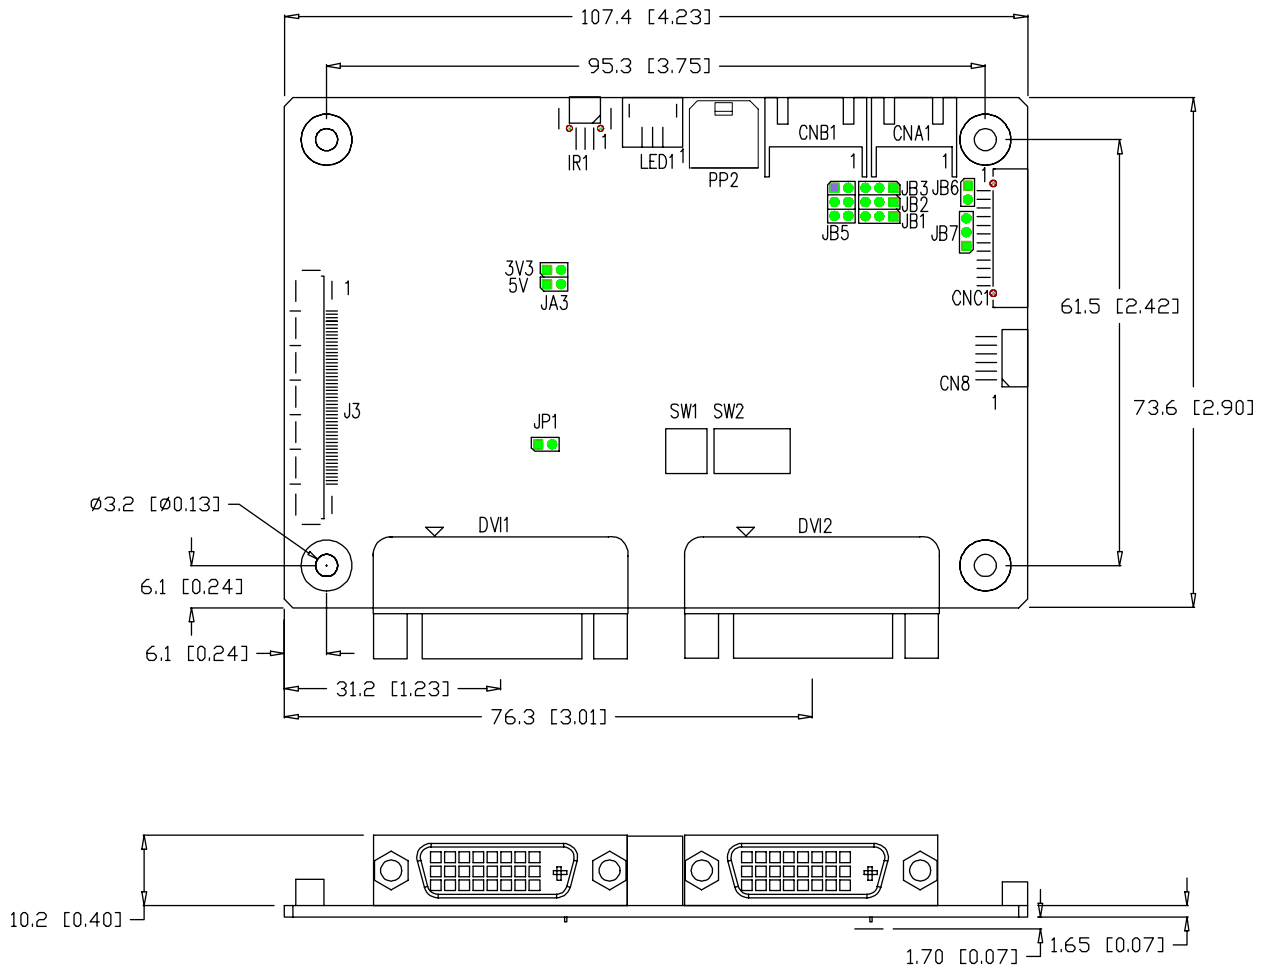 107.4 [4.23]
95.3 [3.75]
IR1
1
LED1
1
PP2
CNB1
1
CNA1
1
JB3
JB2
JB1
JB5
JB6
1
JB7
CNC1
3V3
5V
JA3
1
61.5 [2.42]
CN8
1
73.6 [2.90]
J3
JP1
SW1 SW2
Ø3.2 [Ø0.13]
DVI1
DVI2
6.1 [0.24]
6.1 [0.24]
31.2 [1.23]
76.3 [3.01]
10.2 [0.40]
1.70 [0.07]
1.65 [0.07]